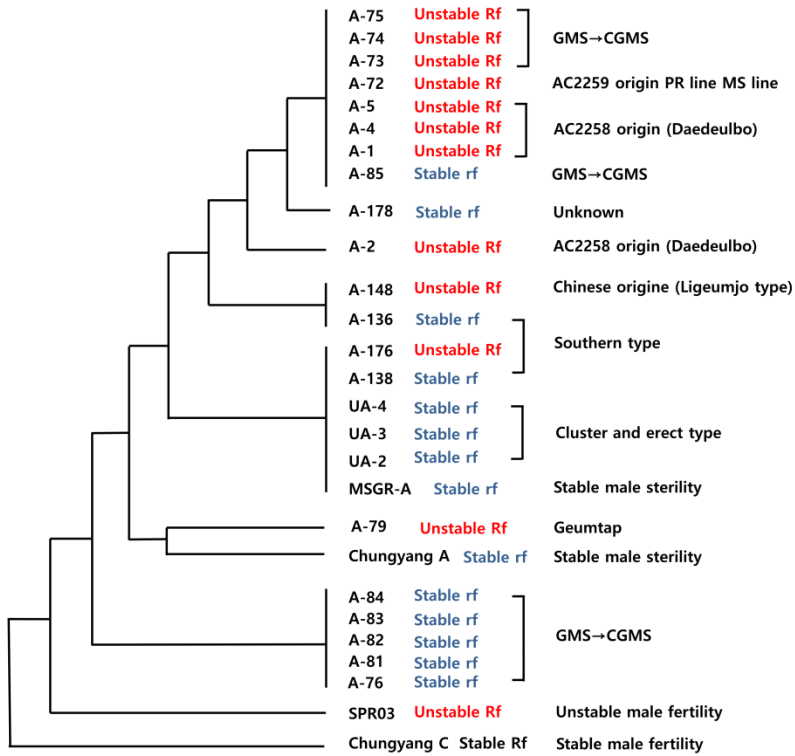 A-75 Unstable Rf
A-74 Unstable Rf GMS→CGMS
A-73 Unstable Rf
A-72 Unstable Rf AC2259 origin PR line MS line
A-5 Unstable Rf
A-4 Unstable Rf AC2258 origin (Daedeulbo)
A-1 Unstable Rf
A-85 Stable rf GMS→CGMS
A-178 Stable rf Unknown
A-2 Unstable Rf AC2258 origin (Daedeulbo)
A-148 Unstable Rf Chinese origine (Ligeumjo type)
A-136 Stable rf
Southern type
A-176 Unstable Rf
A-138 Stable rf
UA-4 Stable rf
UA-3 Stable rf Cluster and erect type
UA-2 Stable rf
MSGR-A Stable rf Stable male sterility
A-79 Unstable Rf Geumtap
Chungyang A Stable rf Stable male sterility
A-84 Stable rf
A-83 Stable rf
A-82 Stable rf GMS→CGMS
A-81 Stable rf
A-76 Stable rf
SPR03 Unstable Rf Unstable male fertility
Chungyang C Stable Rf Stable male fertility